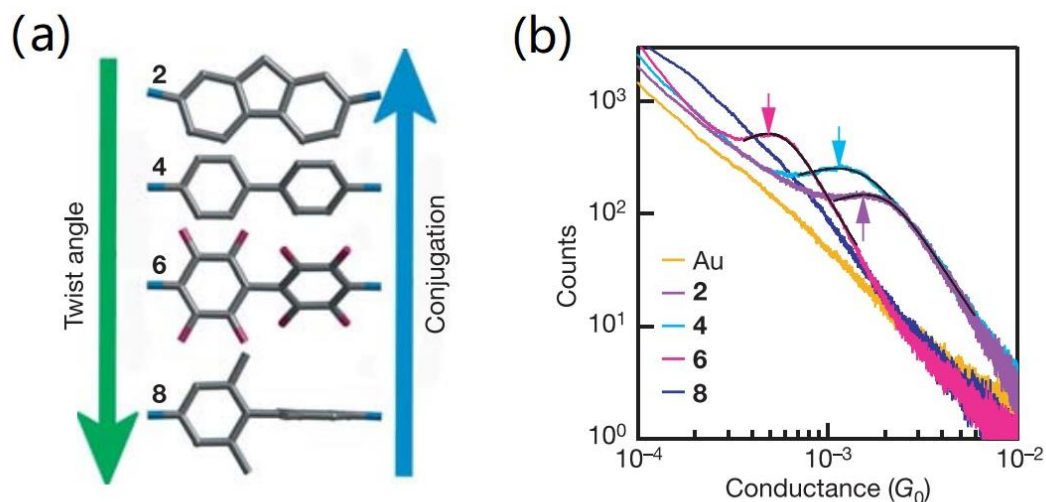 (a)
Twist angle
2
4
6
8
Conjugation
(b)
Counts
10³
10²
10¹
10⁰
Au
2
4
6
8
10⁻⁴
10⁻³
10⁻²
Conductance (G₀)